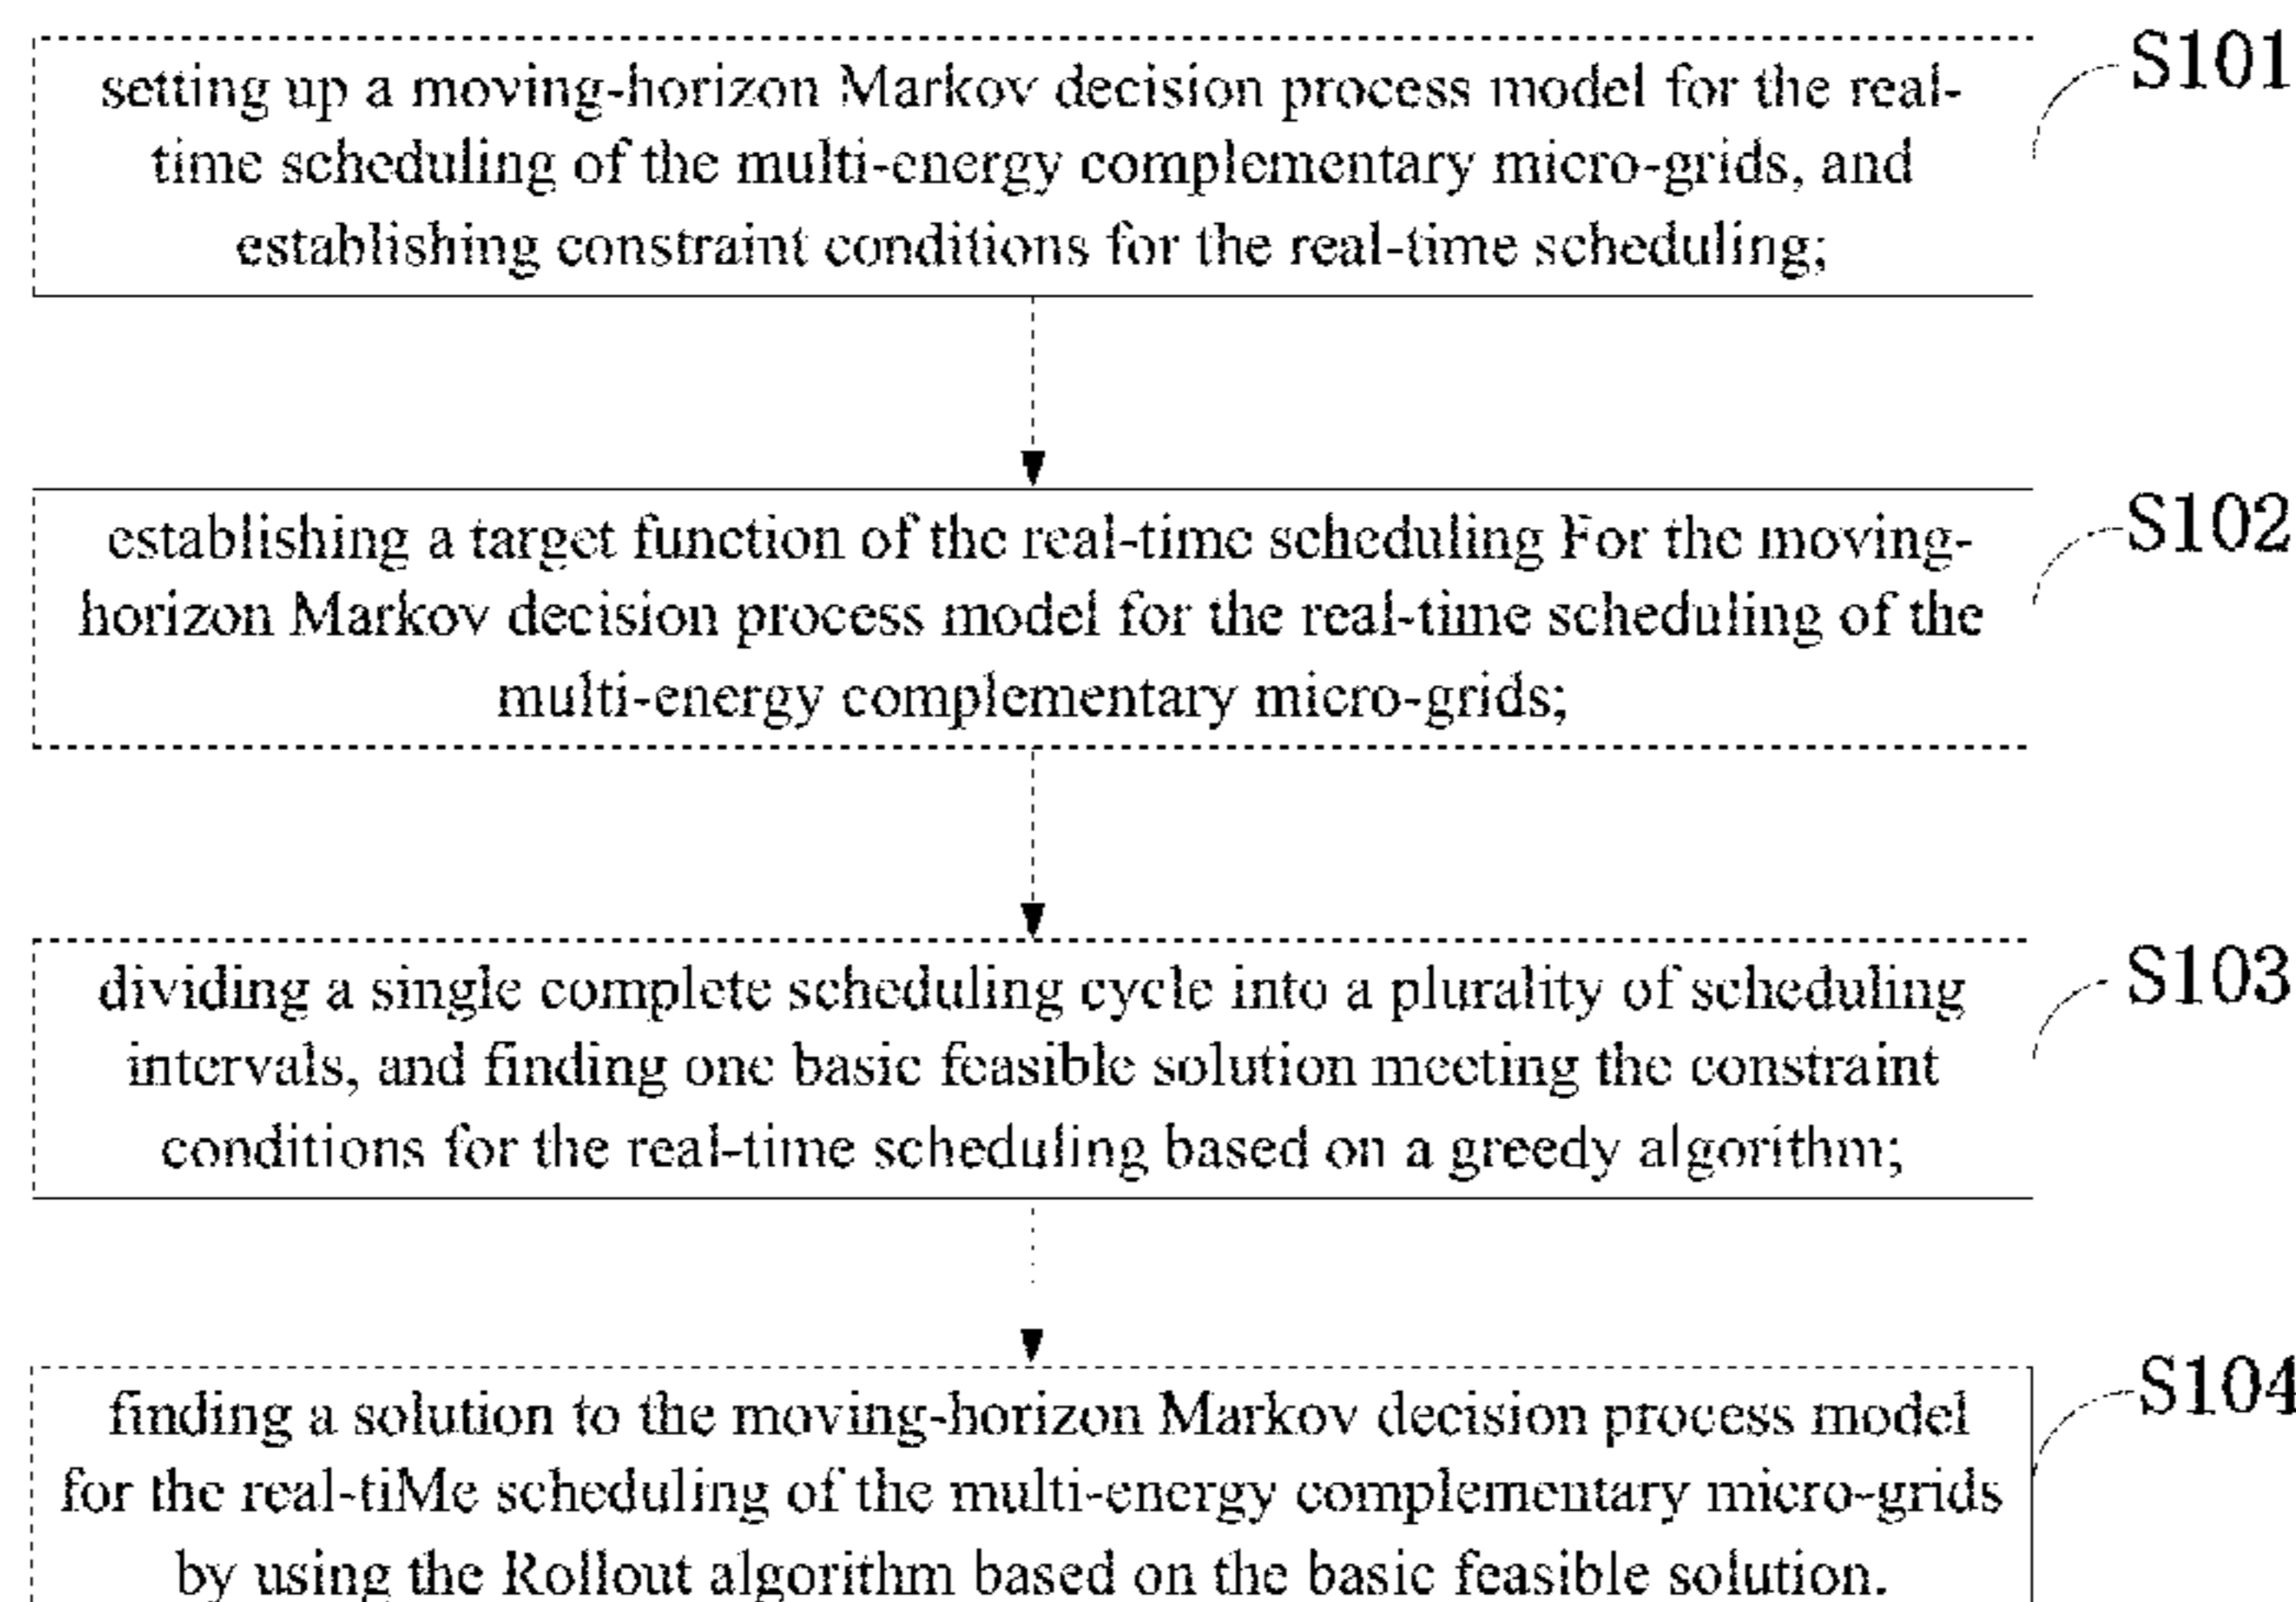 setting up a moving-horizon Markov decision process model for the real-
time scheduling of the multi-energy complementary micro-grids, and
establishing constraint conditions for the real-time scheduling;
S101
establishing a target function of the real-time scheduling For the moving-
horizon Markov decision process model for the real-time scheduling of the
multi-energy complementary micro-grids;
S102
dividing a single complete scheduling cycle into a plurality of scheduling
intervals, and finding one basic feasible solution meeting the constraint
conditions for the real-time scheduling based on a greedy algorithm;
S103
finding a solution to the moving-horizon Markov decision process model
for the real-tiMe scheduling of the multi-energy complementary micro-grids
by using the Rollout algorithm based on the basic feasible solution.
S104